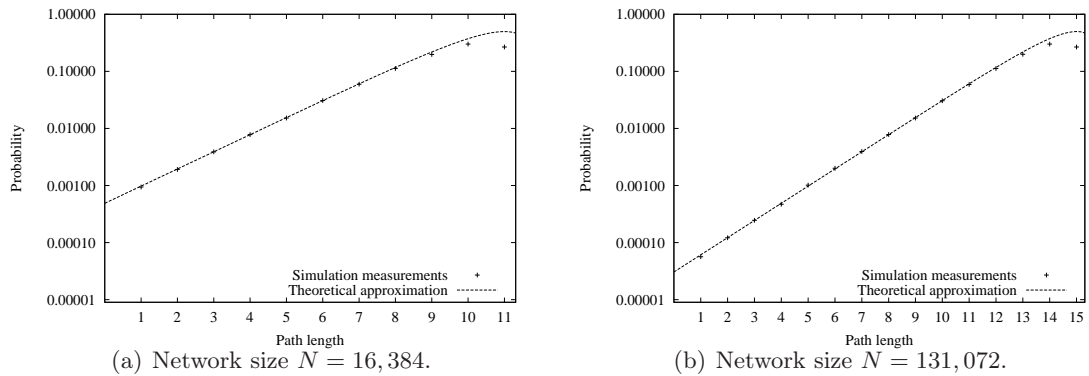 1.00000
0.10000
0.01000
0.00100
0.00010
0.00001
Probability
Simulation measurements
Theoretical approximation
1 2 3 4 5 6 7 8 9 10 11
Path length
(a) Network size N = 16, 384.
1.00000
0.10000
0.01000
0.00100
0.00010
0.00001
Probability
Simulation measurements
Theoretical approximation
1 2 3 4 5 6 7 8 9 10 11 12 13 14 15
Path length
(b) Network size N = 131, 072.